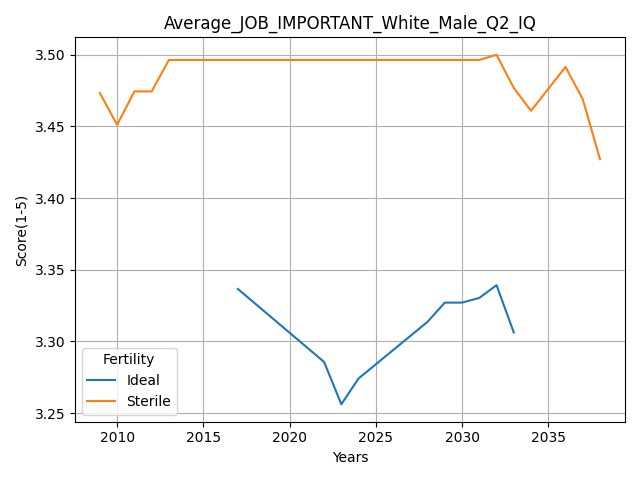 Average_JOB_IMPORTANT_White_Male_Q2_IQ
3.50
3.45
3.40
3.35
3.30
3.25
Score(1-5)
Fertility
Ideal
Sterile
2010
2015
2020
2025
2030
2035
Years